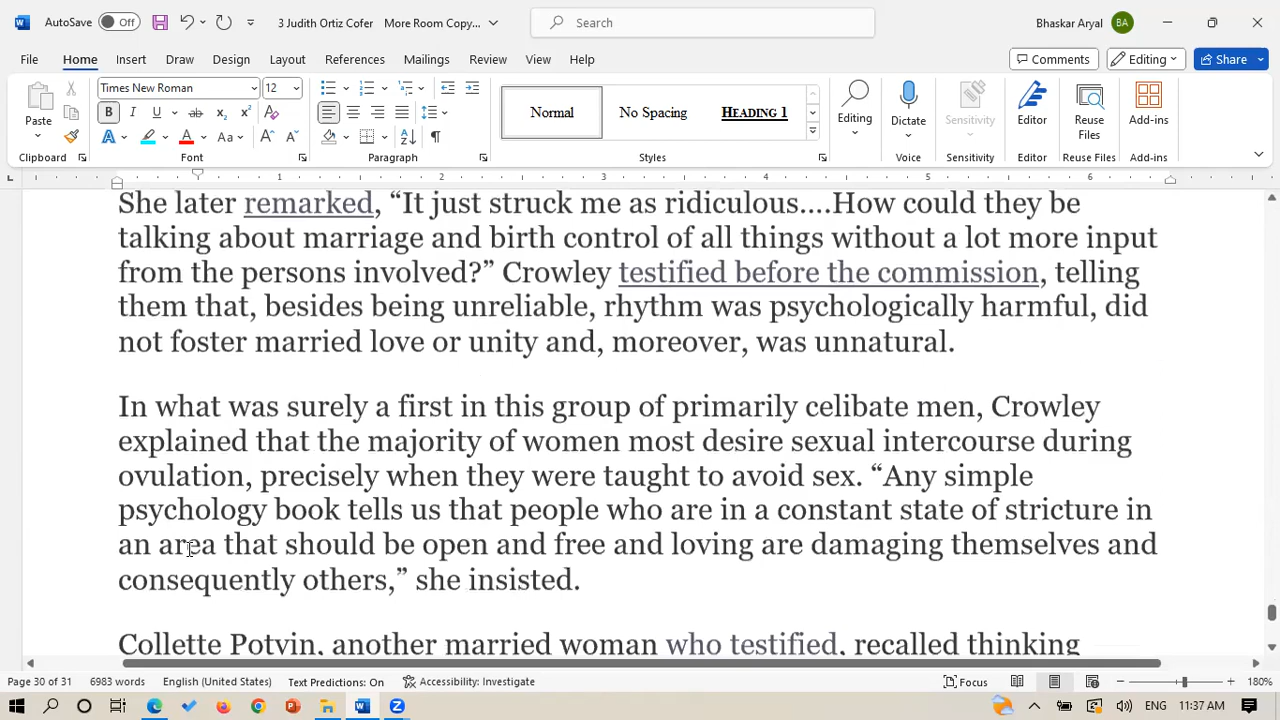 AutoSave Off 3 Judith Ortiz Cofer More Room Copy... Search Bhaskar Aryal BA
File Home Insert Draw Design Layout References Mailings Review View Help Comments Editing Share
Times New Roman 12
Paste
Normal No Spacing HEADING 1
Editing Dictate Sensitivity Editor Reuse Files Add-ins
Clipboard Font Paragraph Styles Voice Sensitivity Editor Reuse Files Add-ins
1 2 3 4 5 6
She later remarked, “It just struck me as ridiculous....How could they be
talking about marriage and birth control of all things without a lot more input
from the persons involved?” Crowley testified before the commission, telling
them that, besides being unreliable, rhythm was psychologically harmful, did
not foster married love or unity and, moreover, was unnatural.
In what was surely a first in this group of primarily celibate men, Crowley
explained that the majority of women most desire sexual intercourse during
ovulation, precisely when they were taught to avoid sex. “Any simple
psychology book tells us that people who are in a constant state of stricture in
an area that should be open and free and loving are damaging themselves and
consequently others,” she insisted.
Collette Potvin, another married woman who testified, recalled thinking
Page 30 of 31 6983 words English (United States) Text Predictions: On Accessibility: Investigate Focus 180%
ENG 11:37 AM